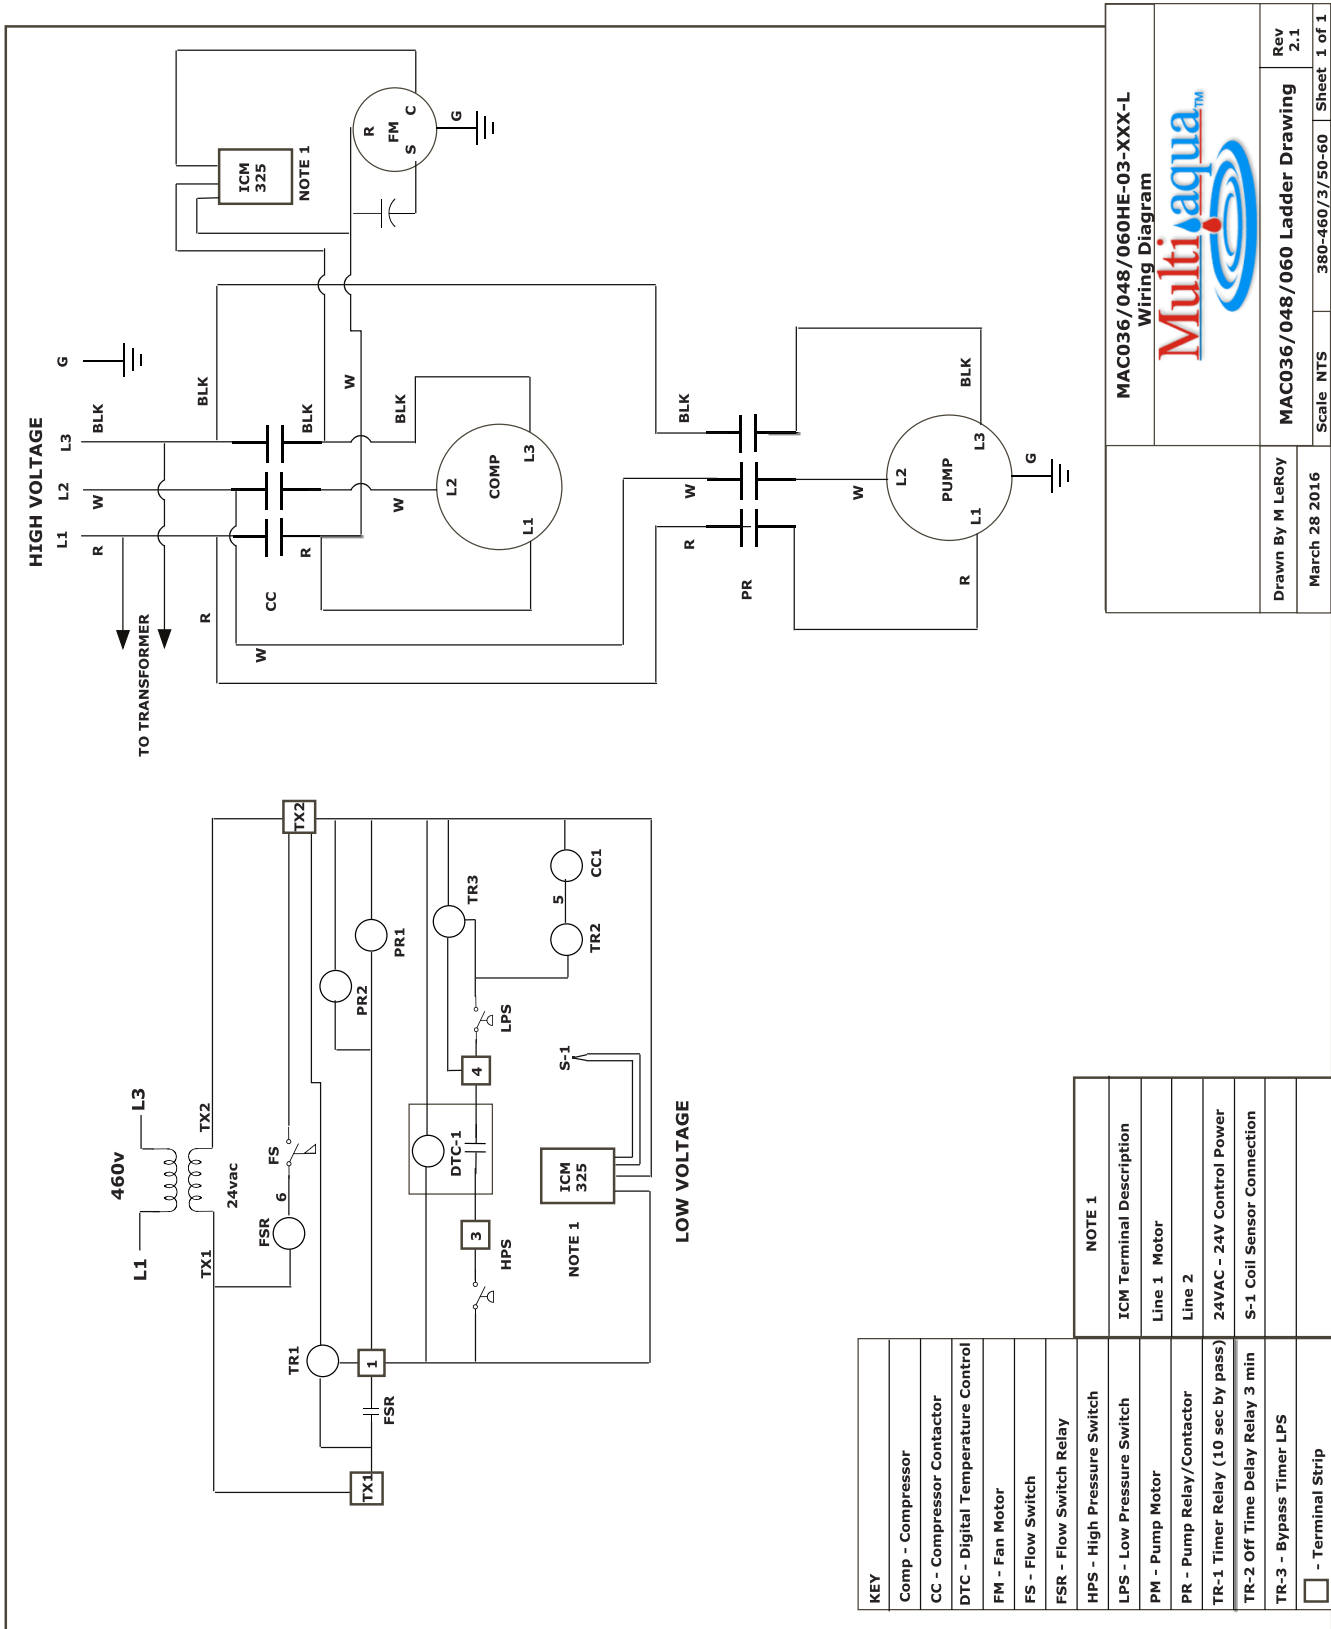 HIGH VOLTAGE
L1
L2
L3
G
R
W
BLK
TO TRANSFORMER
R
W
BLK
CC
R
BLK
W
W
BLK
L1
L2
L3
COMP
ICM
325
NOTE 1
R
FM
S
C
G
R
W
BLK
PR
R
W
BLK
L1
L2
L3
PUMP
G
460v
L1
L3
TX1
TX2
24vac
FSR
6
FS
TX2
TR1
PR2
PR1
TX1
FSR
1
DTC-1
TR3
HPS
3
4
LPS
TR2
5
CC1
NOTE 1
ICM
325
S-1
LOW VOLTAGE
KEY
Comp - Compressor
CC - Compressor Contactor
DTC - Digital Temperature Control
FM - Fan Motor
FS - Flow Switch
FSR - Flow Switch Relay
HPS - High Pressure Switch
LPS - Low Pressure Switch
PM - Pump Motor
PR - Pump Relay/Contactor
TR-1 Timer Relay (10 sec by pass)
TR-2 Off Time Delay Relay 3 min
TR-3 - Bypass Timer LPS
- Terminal Strip
NOTE 1
ICM Terminal Description
Line 1 Motor
Line 2
24VAC - 24V Control Power
S-1 Coil Sensor Connection
MAC036/048/060HE-03-XXX-L
Wiring Diagram
Multiaqua™
Drawn By M LeRoy
MAC036/048/060 Ladder Drawing
Rev
2.1
March 28 2016
Scale NTS
380-460/3/50-60
Sheet 1 of 1